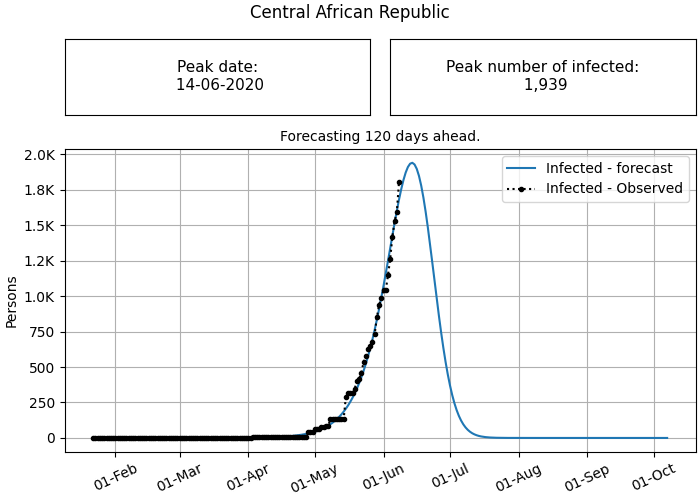 Central African Republic
Peak date:
14-06-2020
Peak number of infected:
1,939
Forecasting 120 days ahead.
Infected - forecast
Infected - Observed
Persons
2.0K
1.8K
1.5K
1.2K
1.0K
750
500
250
0
01-Feb
01-Mar
01-Apr
01-May
01-Jun
01-Jul
01-Aug
01-Sep
01-Oct